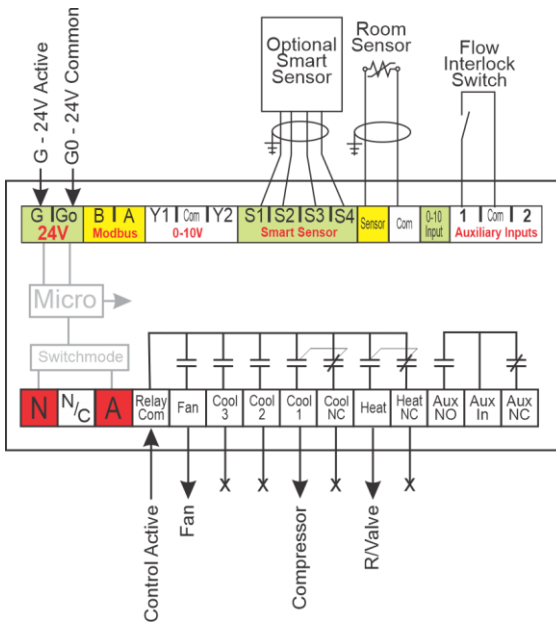 Optional
Smart
Sensor
Room
Sensor
Flow
Interlock
Switch
G - 24V Active
G0 - 24V Common
G Go B A Y1 Com Y2 S1 S2 S3 S4 Sensor Com 0-10 Input 1 Com 2
24V Modbus 0-10V Smart Sensor Auxiliary Inputs
Micro
Switchmode
N N/C A Relay Com Fan Cool 3 Cool 2 Cool 1 Cool NC Heat Heat NC Aux NO Aux In Aux NC
X X X X
Control Active
Fan
Compressor
R/Valve